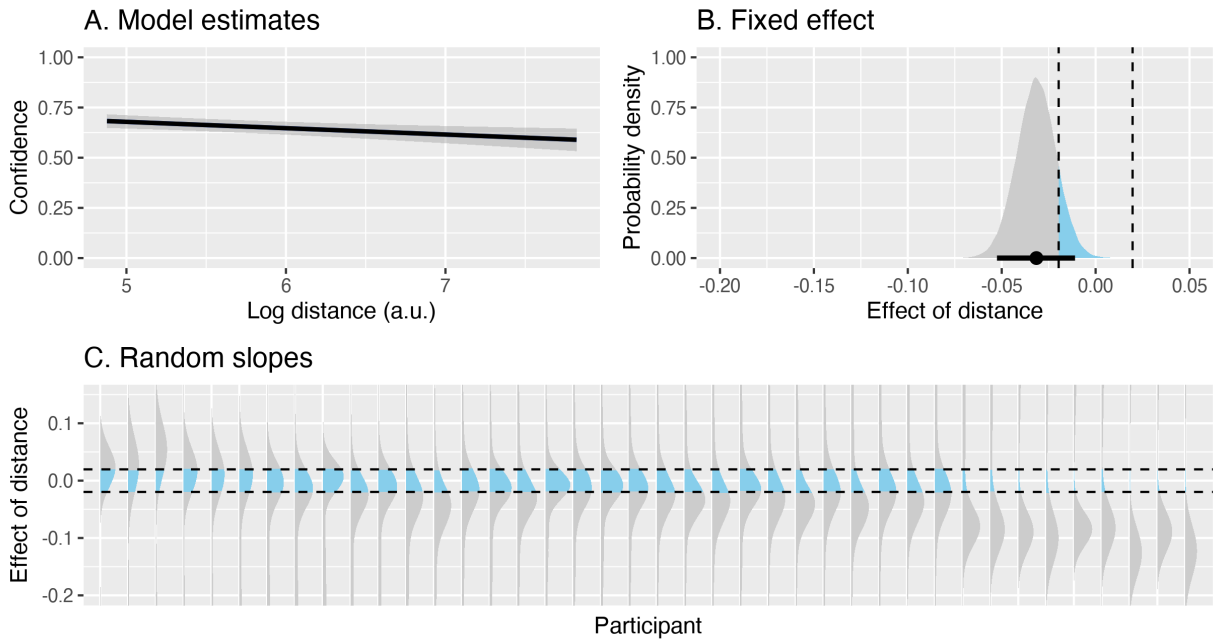 A. Model estimates
Confidence
1.00
0.75
0.50
0.25
0.00
5
6
7
Log distance (a.u.)
B. Fixed effect
Probability density
1.00
0.75
0.50
0.25
0.00
-0.20
-0.15
-0.10
-0.05
0.00
0.05
Effect of distance
C. Random slopes
Effect of distance
0.1
0.0
-0.1
-0.2
Participant